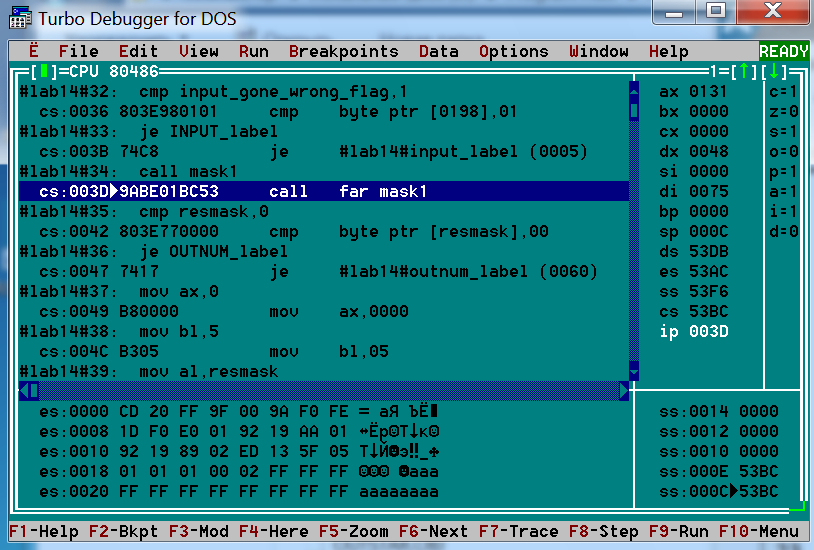 Turbo Debugger for DOS
Ё File Edit View Run Breakpoints Data Options Window Help READY
[▮]=CPU 80486 1=[↑][↓]
#lab14#32: cmp input_gone_wrong_flag,1
cs:0036 803E980101 cmp byte ptr [0198],01
#lab14#33: je INPUT_label
cs:003B 74C8 je #lab14#input_label (0005)
#lab14#34: call mask1
cs:003D▶9ABE01BC53 call far mask1
#lab14#35: cmp resmask,0
cs:0042 803E770000 cmp byte ptr [resmask],00
#lab14#36: je OUTNUM_label
cs:0047 7417 je #lab14#outnum_label (0060)
#lab14#37: mov ax,0
cs:0049 B80000 mov ax,0000
#lab14#38: mov bl,5
cs:004C B305 mov bl,05
#lab14#39: mov al,resmask
ax 0131 c=1
bx 0000 z=0
cx 0000 s=1
dx 0048 o=0
si 0000 p=1
di 0075 a=1
bp 0000 i=1
sp 000C d=0
ds 53DB
es 53AC
ss 53F6
cs 53BC
ip 003D
es:0000 CD 20 FF 9F 00 9A F0 FE = аЯ ЪЁ■
es:0008 1D F0 E0 01 92 19 AA 01 ↔Ёр☺Т↓к☺
es:0010 92 19 89 02 ED 13 5F 05 Т↓Й☻э‼_♣
es:0018 01 01 01 00 02 FF FF FF ☺☺☺ ☻ааа
es:0020 FF FF FF FF FF FF FF FF аааааааа
ss:0014 0000
ss:0012 0000
ss:0010 0000
ss:000E 53BC
ss:000C▶53BC
F1-Help F2-Bkpt F3-Mod F4-Here F5-Zoom F6-Next F7-Trace F8-Step F9-Run F10-Menu